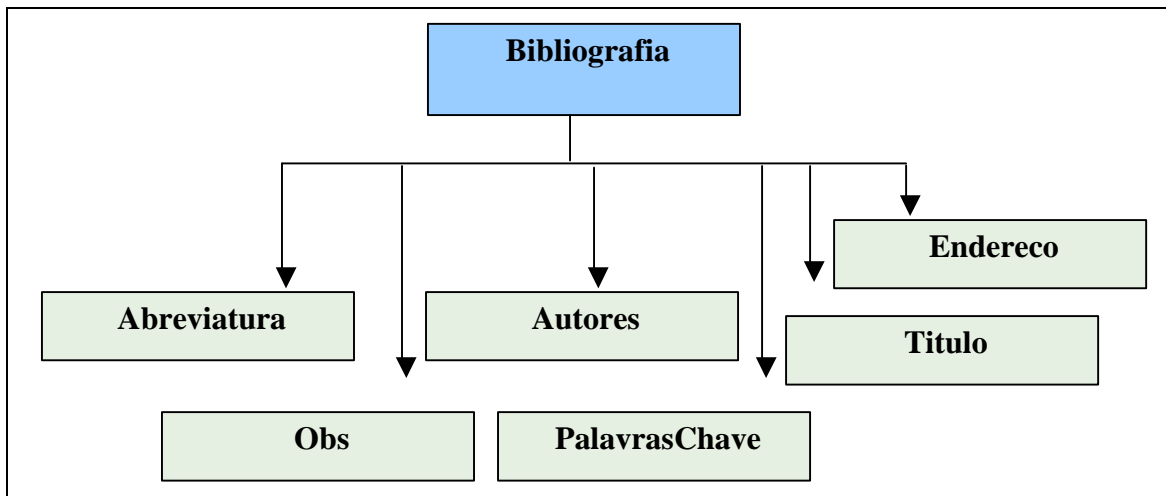 Bibliografia
Endereco
Abreviatura
Autores
Titulo
Obs
PalavrasChave